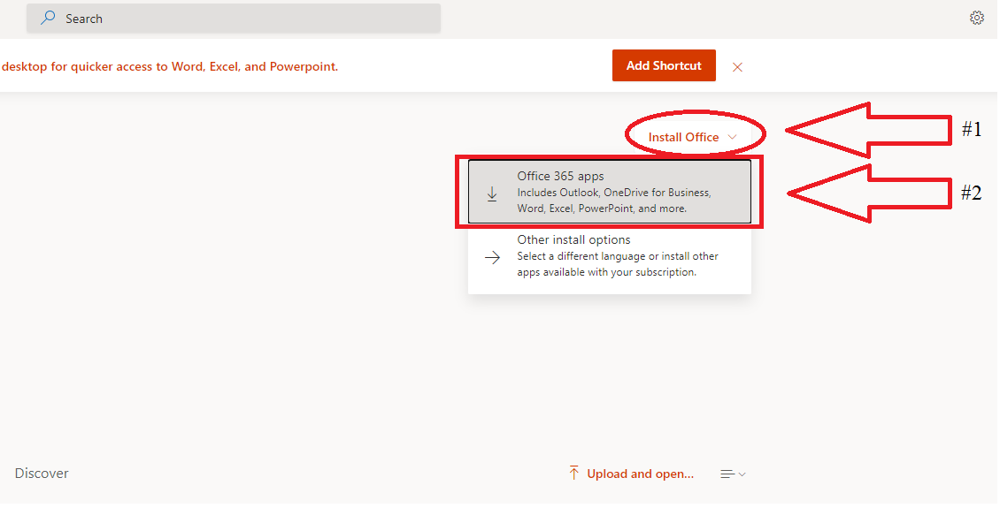 Search
desktop for quicker access to Word, Excel, and Powerpoint.
Add Shortcut
Install Office
#1
Office 365 apps
Includes Outlook, OneDrive for Business,
Word, Excel, PowerPoint, and more.
#2
Other install options
Select a different language or install other
apps available with your subscription.
Discover
Upload and open...